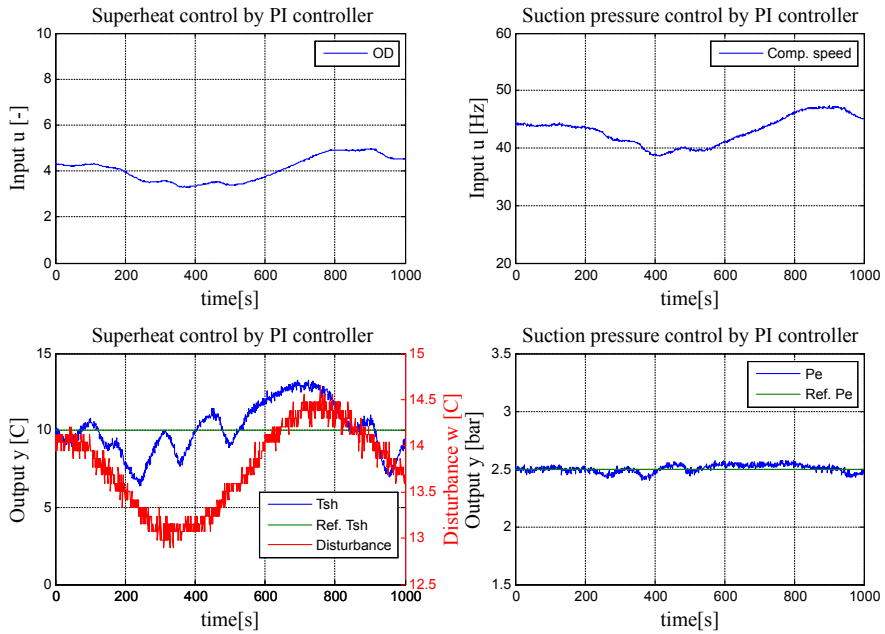 Superheat control by PI controller
10
8
6
4
2
0
Input u [-]
OD
0
200
400
600
800
1000
time[s]
Suction pressure control by PI controller
60
50
40
30
20
Input u [Hz]
Comp. speed
0
200
400
600
800
1000
time[s]
Superheat control by PI controller
15
10
5
0
Output y [C]
15
14.5
14
13.5
13
12.5
Disturbance w [C]
Tsh
Ref. Tsh
Disturbance
0
200
400
600
800
1000
time[s]
Suction pressure control by PI controller
3.5
3
2.5
2
1.5
Output y [bar]
Pe
Ref. Pe
0
200
400
600
800
1000
time[s]